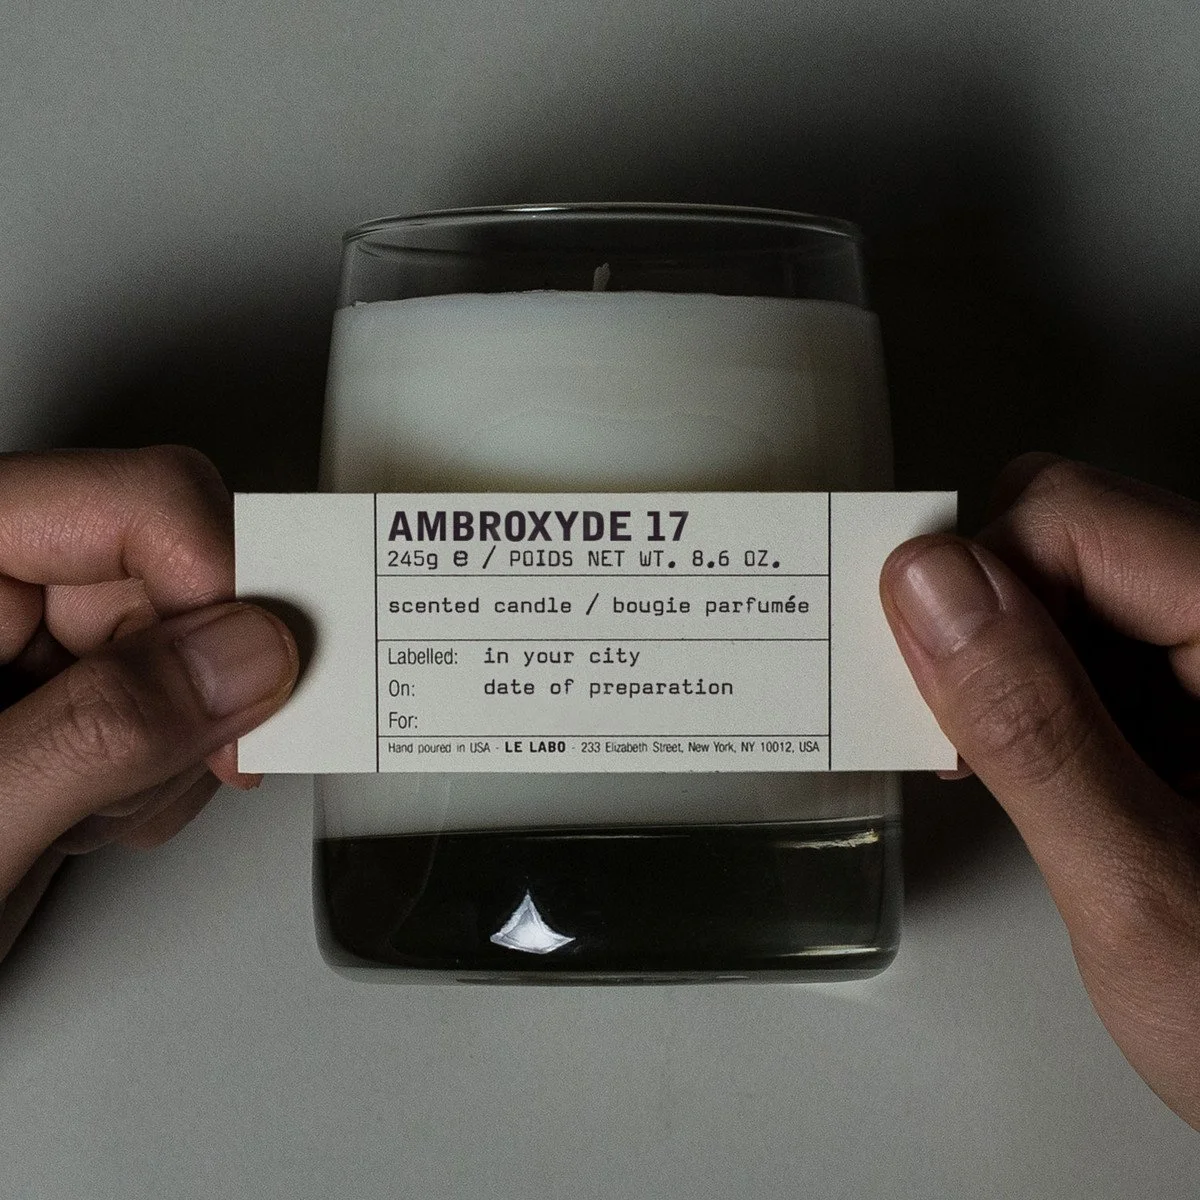 AMBROXYDE 17
245g ℮ / POIDS NET WT. 8.6 OZ.
scented candle / bougie parfumée
Labelled: in your city
On: date of preparation
For:
Hand poured in USA - LE LABO - 233 Elizabeth Street, New York, NY 10012, USA